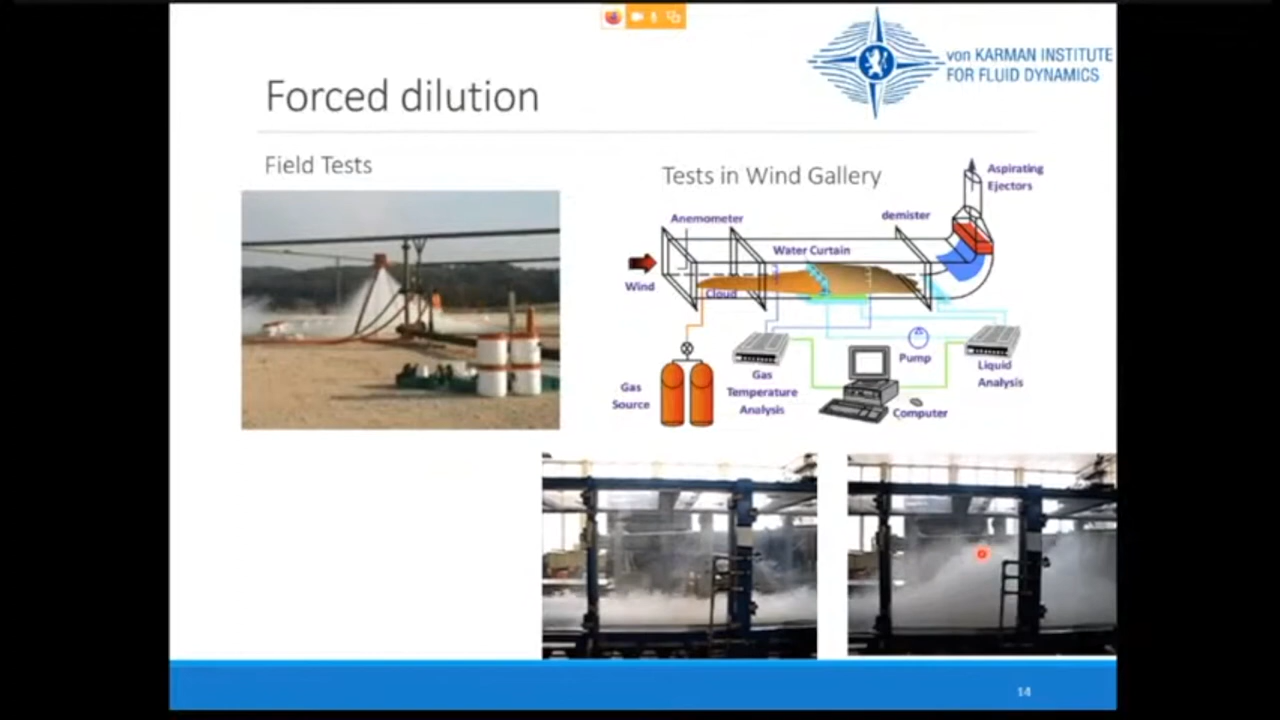 von KARMAN INSTITUTE
FOR FLUID DYNAMICS
Forced dilution
Field Tests
Tests in Wind Gallery
Aspirating
Ejectors
Anemometer
demister
Water Curtain
Wind
Cloud
Pump
Gas
Source
Gas
Temperature
Analysis
Liquid
Analysis
Computer
14